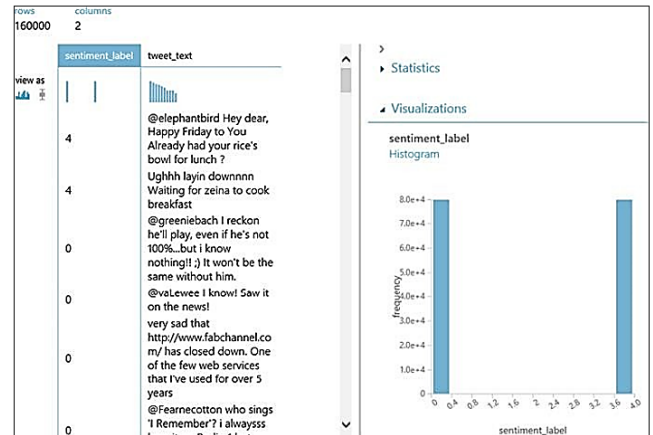 rows columns
160000 2
sentiment_label tweet_text
view as
4
@elephantbird Hey dear,
Happy Friday to You
Already had your rice's
bowl for lunch ?
4
Ughhh layin downnnn
Waiting for zeina to cook
breakfast
0
@greeniebach I reckon
he'll play, even if he's not
100%...but i know
nothing!! ;) It won't be the
same without him.
0
@vaLewee I know! Saw it
on the news!
0
very sad that
http://www.fabchannel.co
m/ has closed down. One
of the few web services
that I've used for over 5
years
0
@Fearnecotton who sings
'I Remember'? i alwaysss
Statistics
Visualizations
sentiment_label
Histogram
8.0e+4
7.0e+4
6.0e+4
5.0e+4
4.0e+4
3.0e+4
2.0e+4
1.0e+4
0
frequency
0 0.4 0.8 1.2 1.6 2 2.4 2.8 3.2 3.6 4.0
sentiment_label